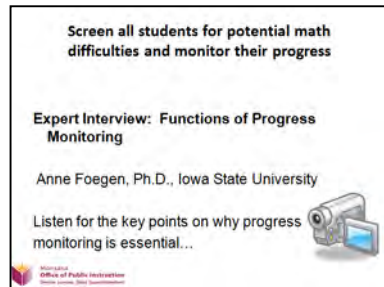 Screen all students for potential math
difficulties and monitor their progress
Expert Interview: Functions of Progress
Monitoring
Anne Foegen, Ph.D., Iowa State University
Listen for the key points on why progress
monitoring is essential…
Office of Public Instruction